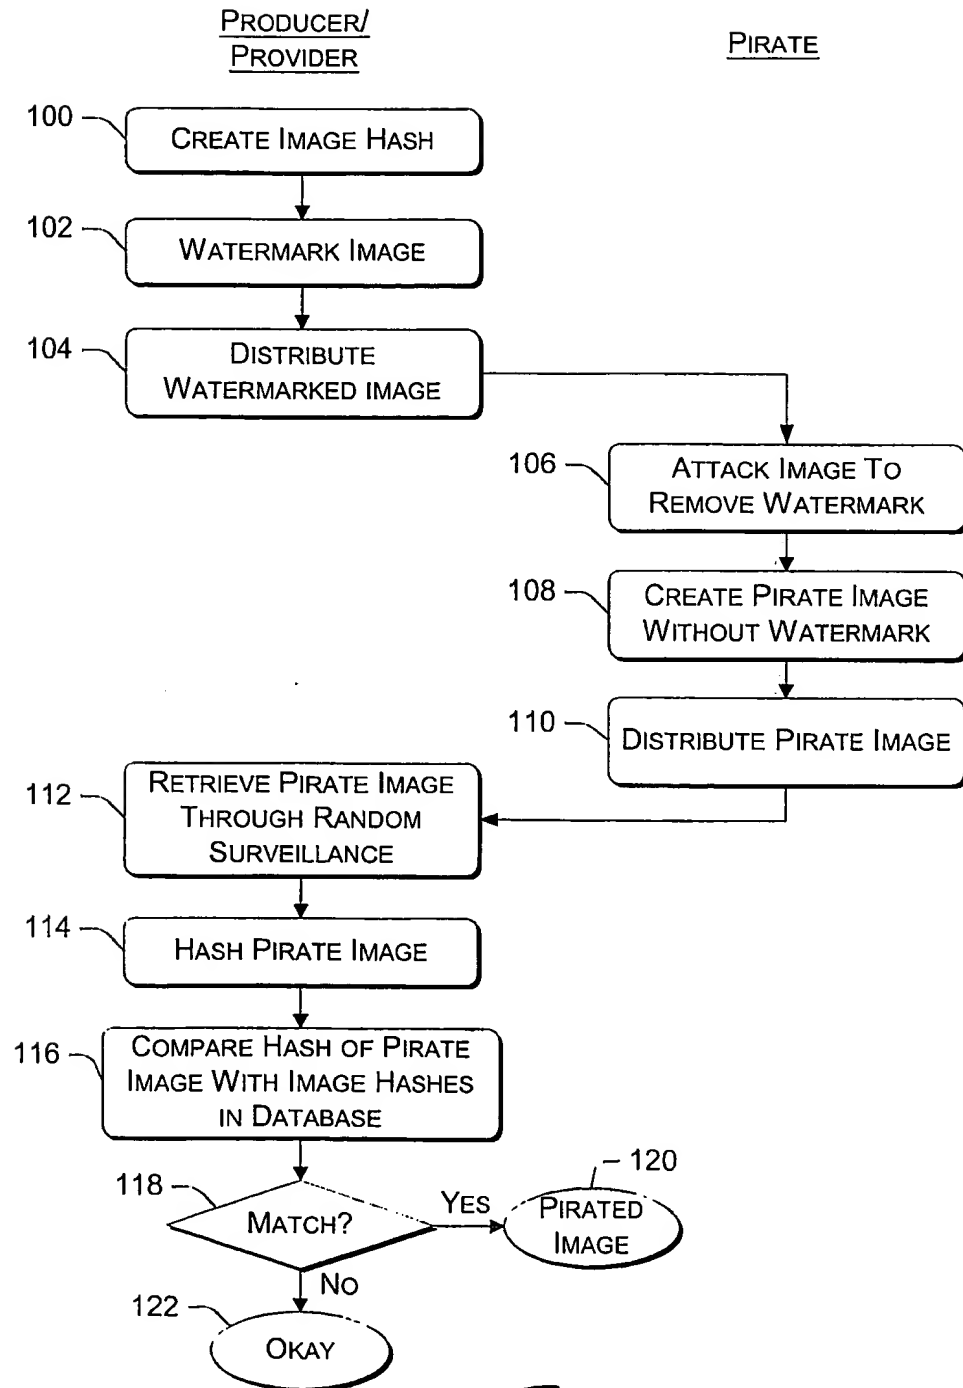 PRODUCER/
PROVIDER
PIRATE
100
CREATE IMAGE HASH
102
WATERMARK IMAGE
104
DISTRIBUTE
WATERMARKED IMAGE
106
ATTACK IMAGE TO
REMOVE WATERMARK
108
CREATE PIRATE IMAGE
WITHOUT WATERMARK
110
DISTRIBUTE PIRATE IMAGE
112
RETRIEVE PIRATE IMAGE
THROUGH RANDOM
SURVEILLANCE
114
HASH PIRATE IMAGE
116
COMPARE HASH OF PIRATE
IMAGE WITH IMAGE HASHES
IN DATABASE
118
MATCH?
YES
120
PIRATED
IMAGE
NO
122
OKAY